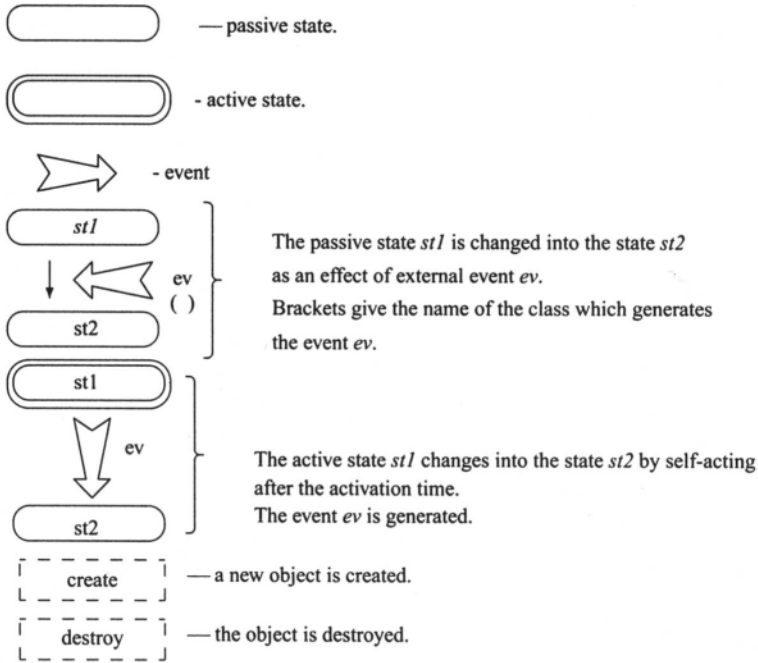 — passive state.
- active state.
- event
st1
ev
( )
st2
The passive state st1 is changed into the state st2
as an effect of external event ev.
Brackets give the name of the class which generates
the event ev.
st1
ev
st2
The active state st1 changes into the state st2 by self-acting
after the activation time.
The event ev is generated.
create
— a new object is created.
destroy
— the object is destroyed.